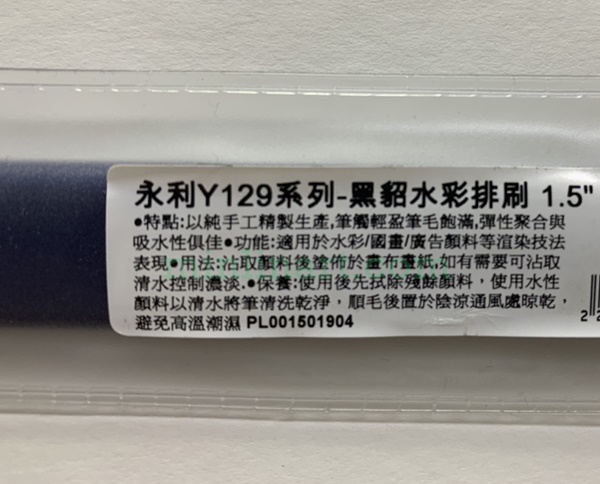 永利Y129系列-黑貂水彩排刷 1.5"
●特點:以純手工精製生產,筆觸輕盈筆毛飽滿,彈性聚合與
吸水性俱佳●功能:適用於水彩/國畫/廣告顏料等渲染技法
表現●用法:沾取顏料後塗佈於畫布畫紙,如有需要可沾取
清水控制濃淡.●保養:使用後先拭除殘餘顏料，使用水性
顏料以清水將筆清洗乾淨，順毛後置於陰涼通風處晾乾，
避免高溫潮濕 PL001501904